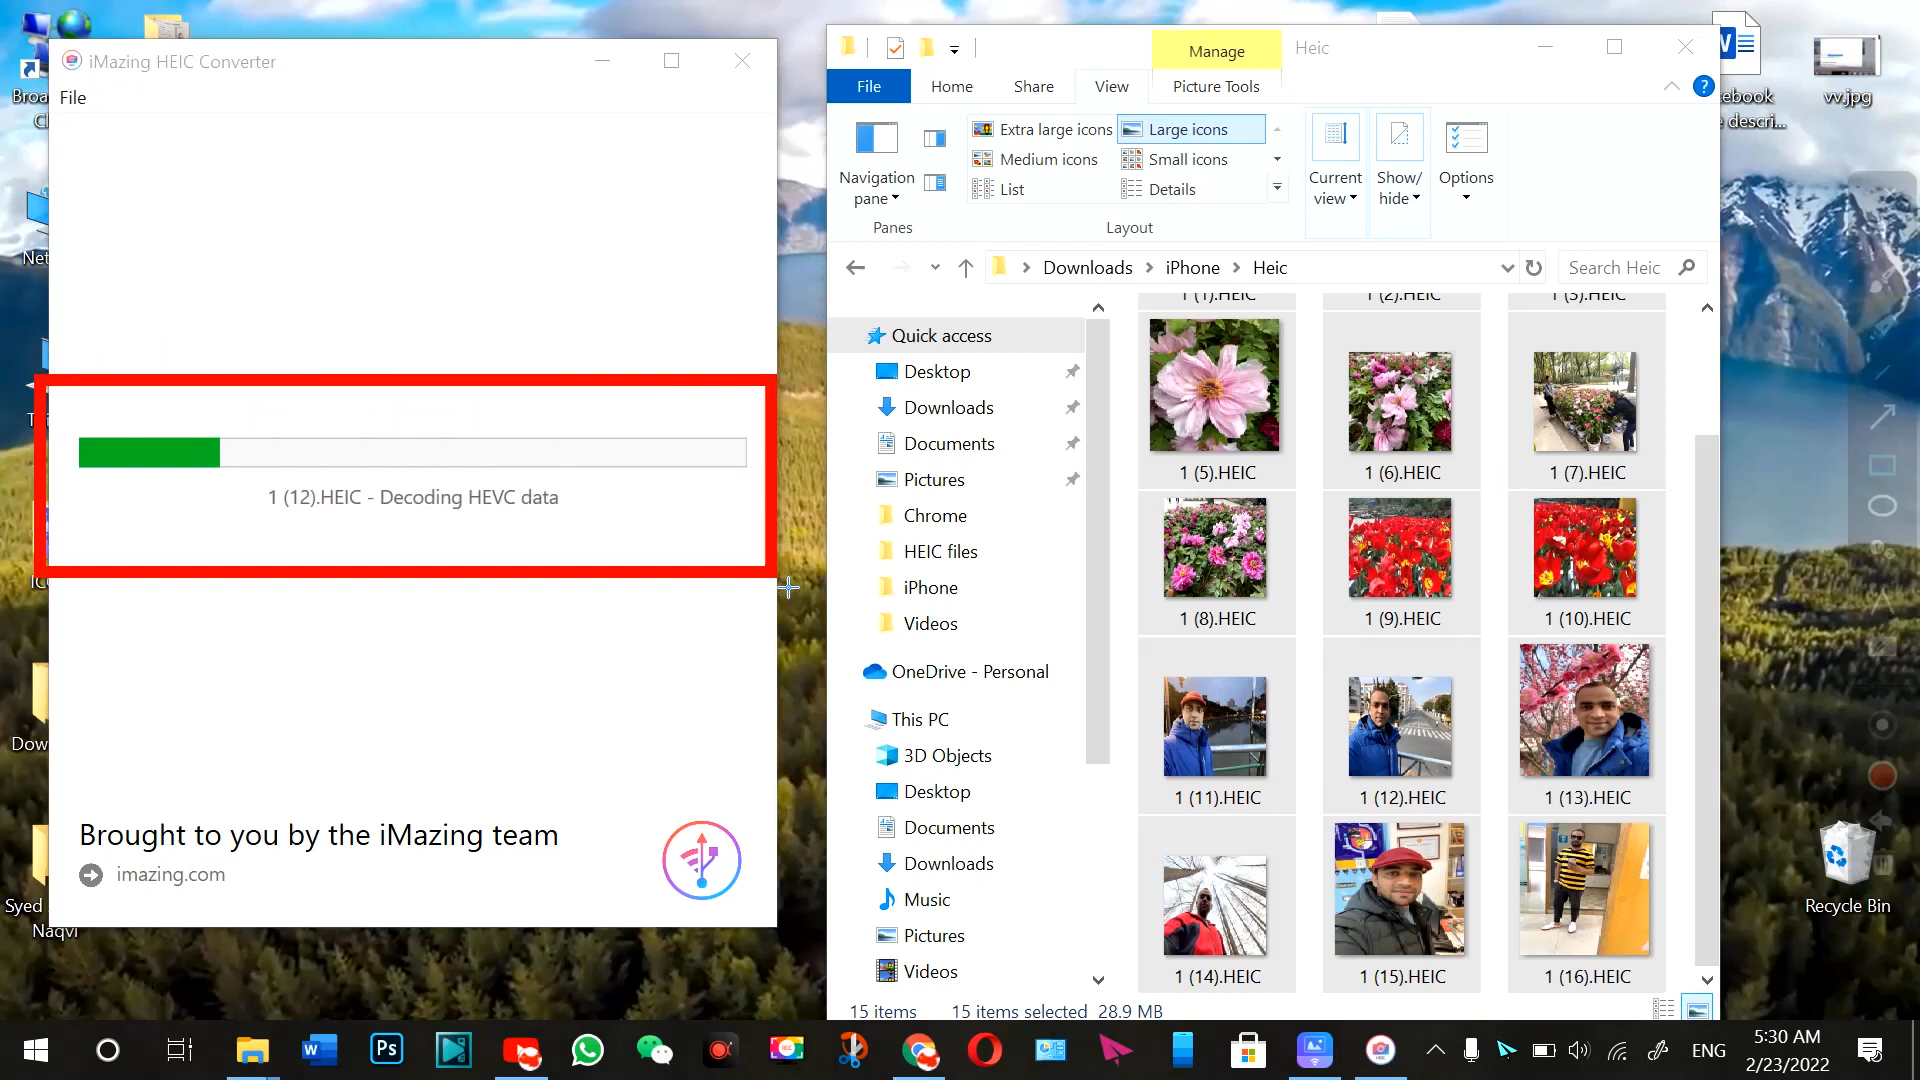 iMazing HEIC Converter
File
1 (12).HEIC - Decoding HEVC data
Brought to you by the iMazing team
imazing.com
Manage
Heic
File
Home
Share
View
Picture Tools
Navigation
pane
Panes
Extra large icons
Large icons
Medium icons
Small icons
List
Details
Layout
Current
view
Show/
hide
Options
Downloads
iPhone
Heic
Search Heic
Quick access
Desktop
Downloads
Documents
Pictures
Chrome
HEIC files
iPhone
Videos
OneDrive - Personal
This PC
3D Objects
Desktop
Documents
Downloads
Music
Pictures
Videos
1 (1).HEIC
1 (2).HEIC
1 (5).HEIC
1 (6).HEIC
1 (7).HEIC
1 (8).HEIC
1 (9).HEIC
1 (10).HEIC
1 (11).HEIC
1 (12).HEIC
1 (13).HEIC
1 (14).HEIC
1 (15).HEIC
1 (16).HEIC
15 items
15 items selected 28.9 MB
vv.jpg
Recycle Bin
Syed
Naqvi
ENG
5:30 AM
2/23/2022